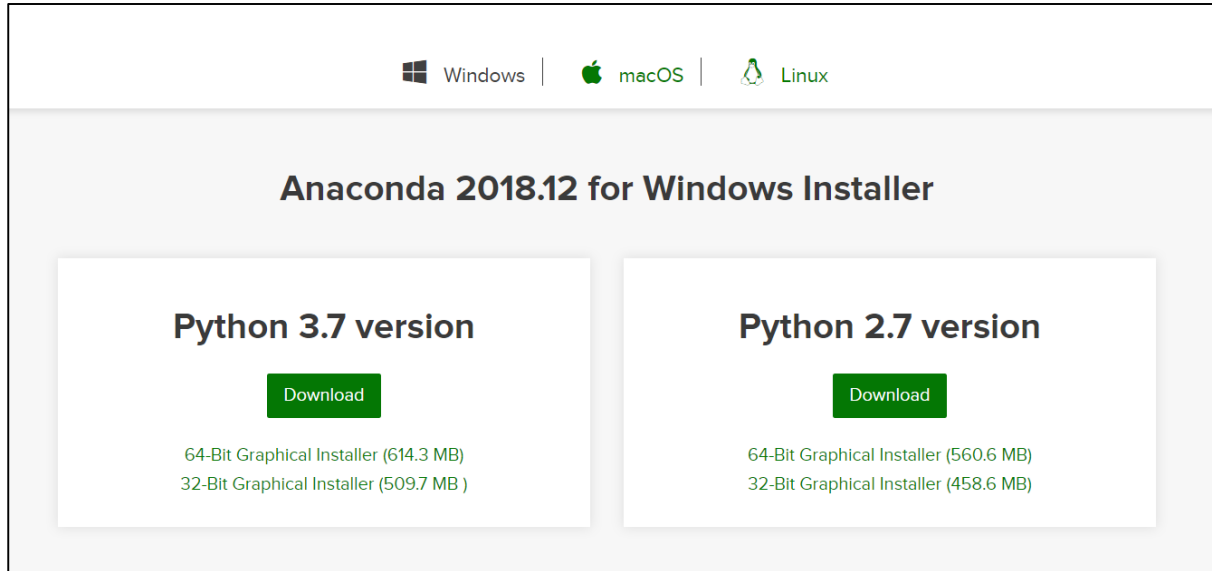 Windows macOS Linux
Anaconda 2018.12 for Windows Installer
Python 3.7 version
Download
64-Bit Graphical Installer (614.3 MB)
32-Bit Graphical Installer (509.7 MB )
Python 2.7 version
Download
64-Bit Graphical Installer (560.6 MB)
32-Bit Graphical Installer (458.6 MB)